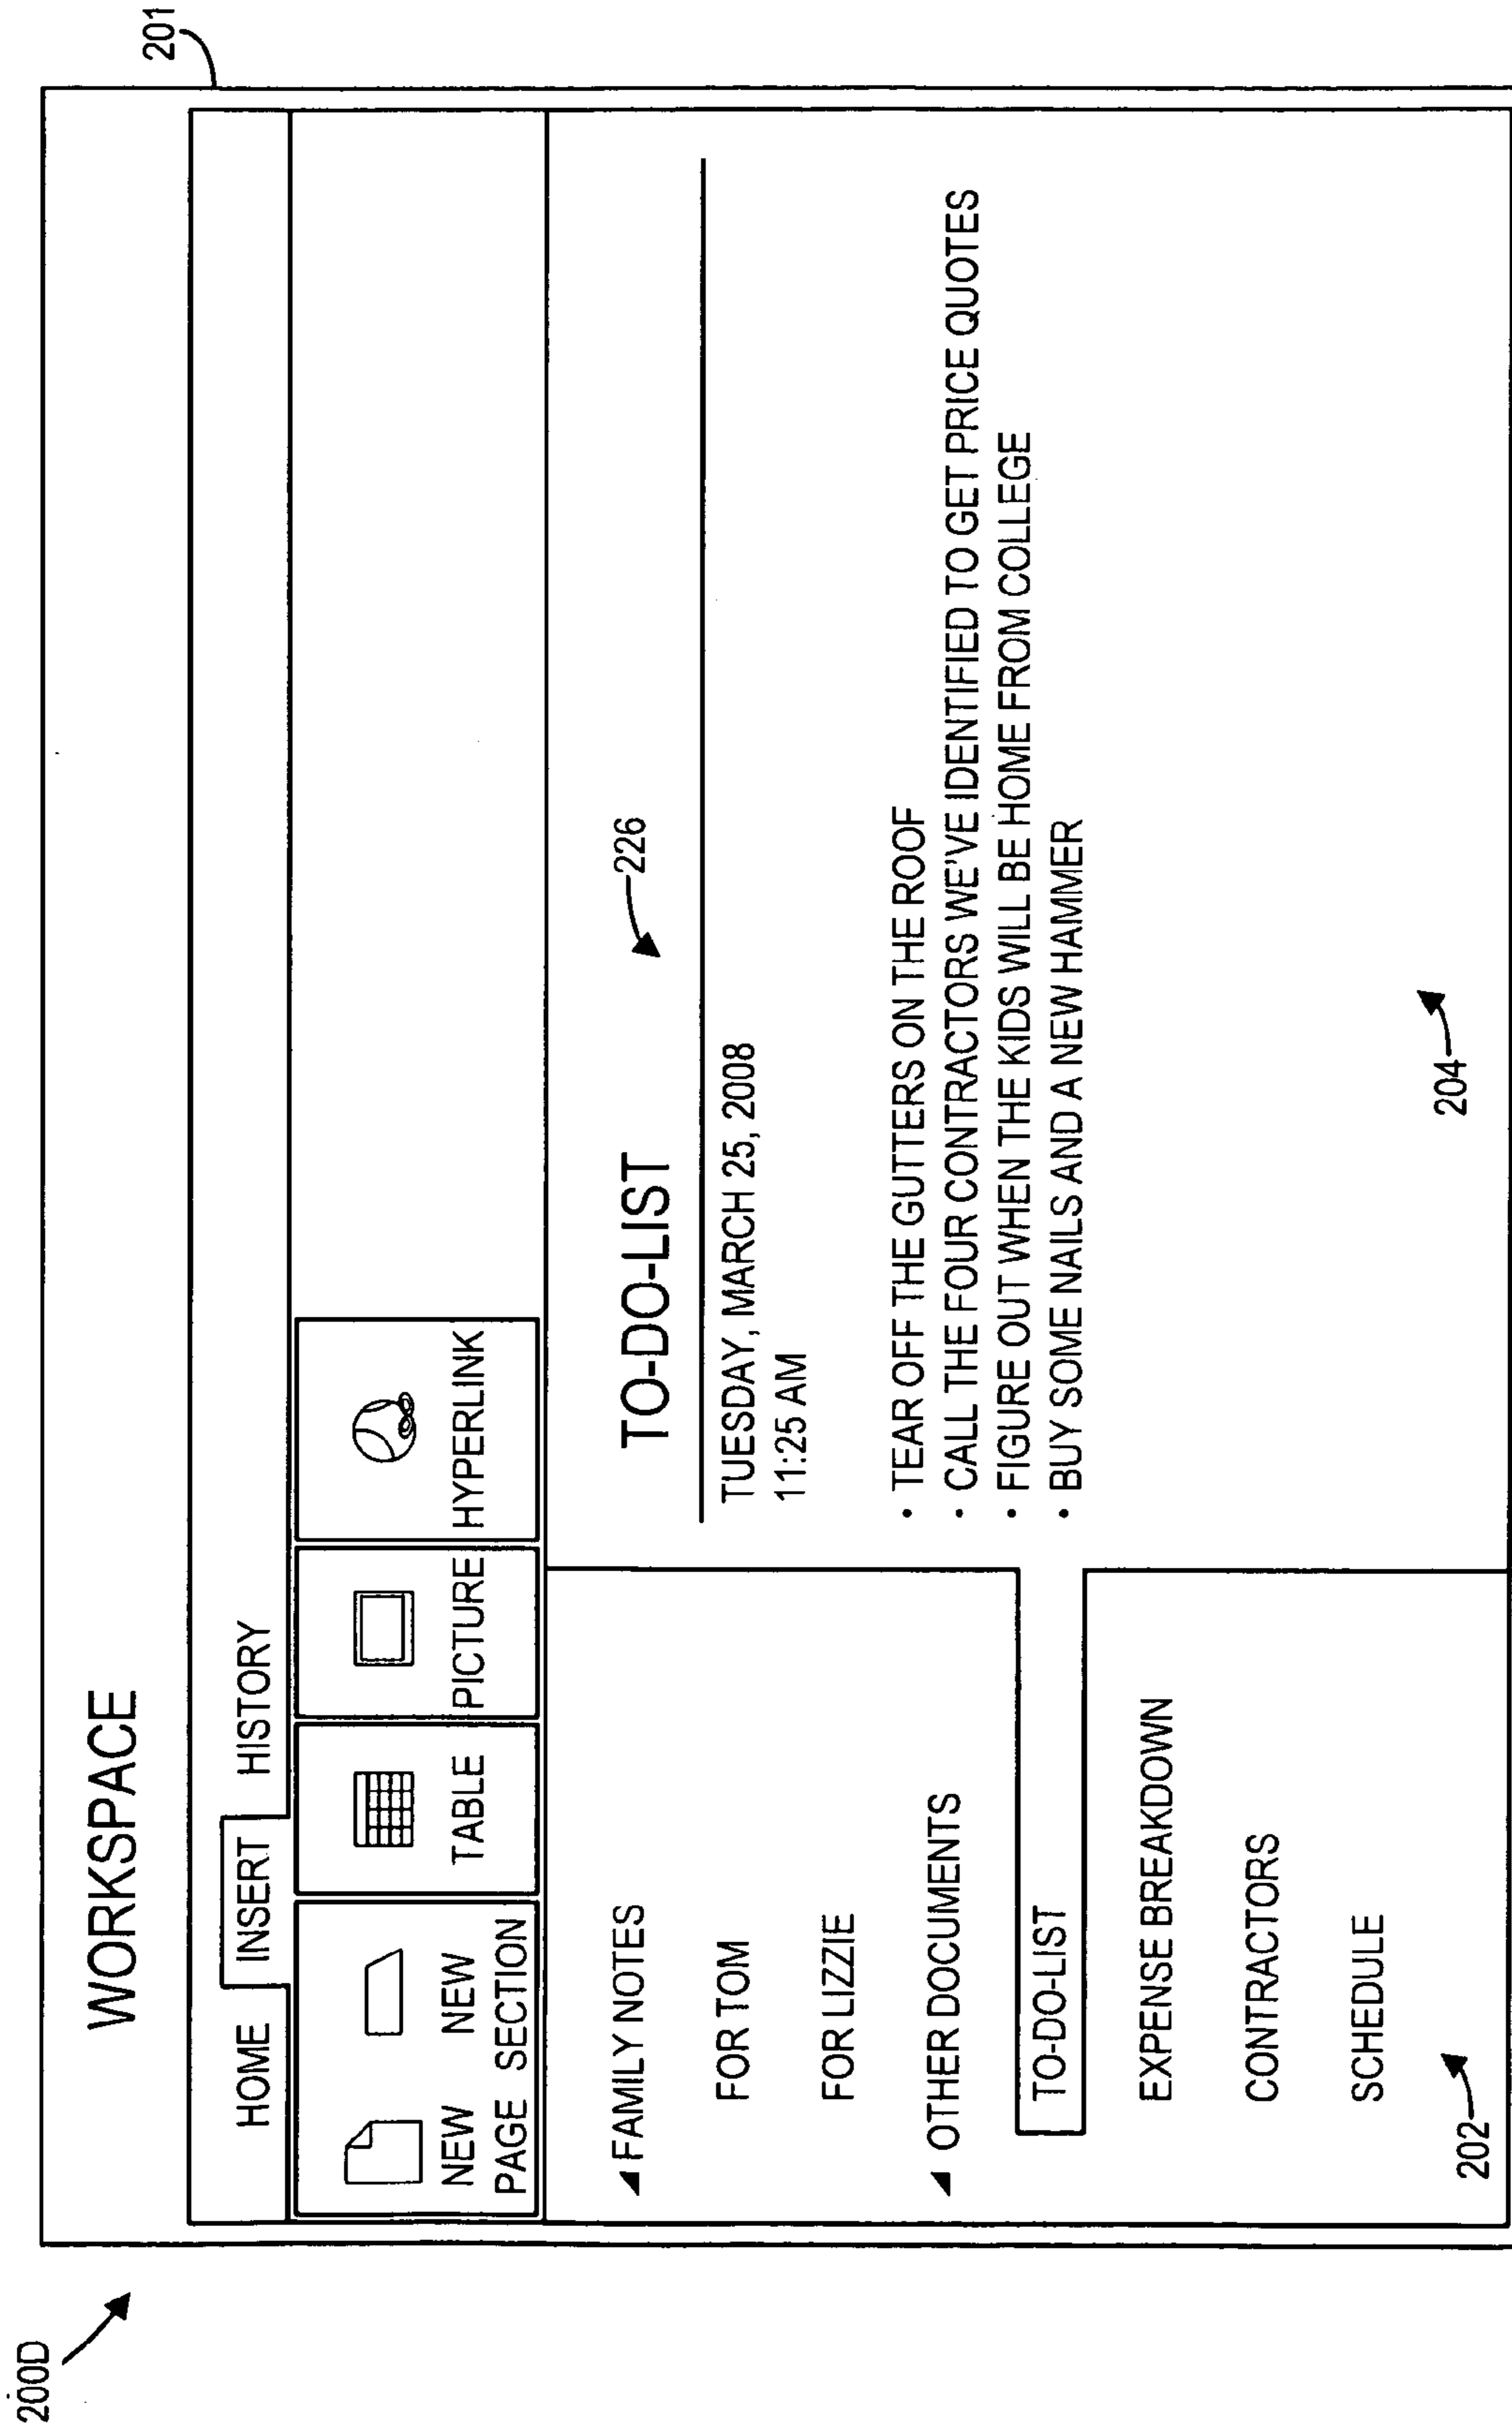 200D
201
WORKSPACE
HOME INSERT HISTORY
NEW PAGE
NEW SECTION
TABLE
PICTURE
HYPERLINK
FAMILY NOTES
FOR TOM
FOR LIZZIE
OTHER DOCUMENTS
TO-DO-LIST
EXPENSE BREAKDOWN
CONTRACTORS
SCHEDULE
202
TO-DO-LIST
226
TUESDAY, MARCH 25, 2008
11:25 AM
• TEAR OFF THE GUTTERS ON THE ROOF
• CALL THE FOUR CONTRACTORS WE'VE IDENTIFIED TO GET PRICE QUOTES
• FIGURE OUT WHEN THE KIDS WILL BE HOME FROM COLLEGE
• BUY SOME NAILS AND A NEW HAMMER
204